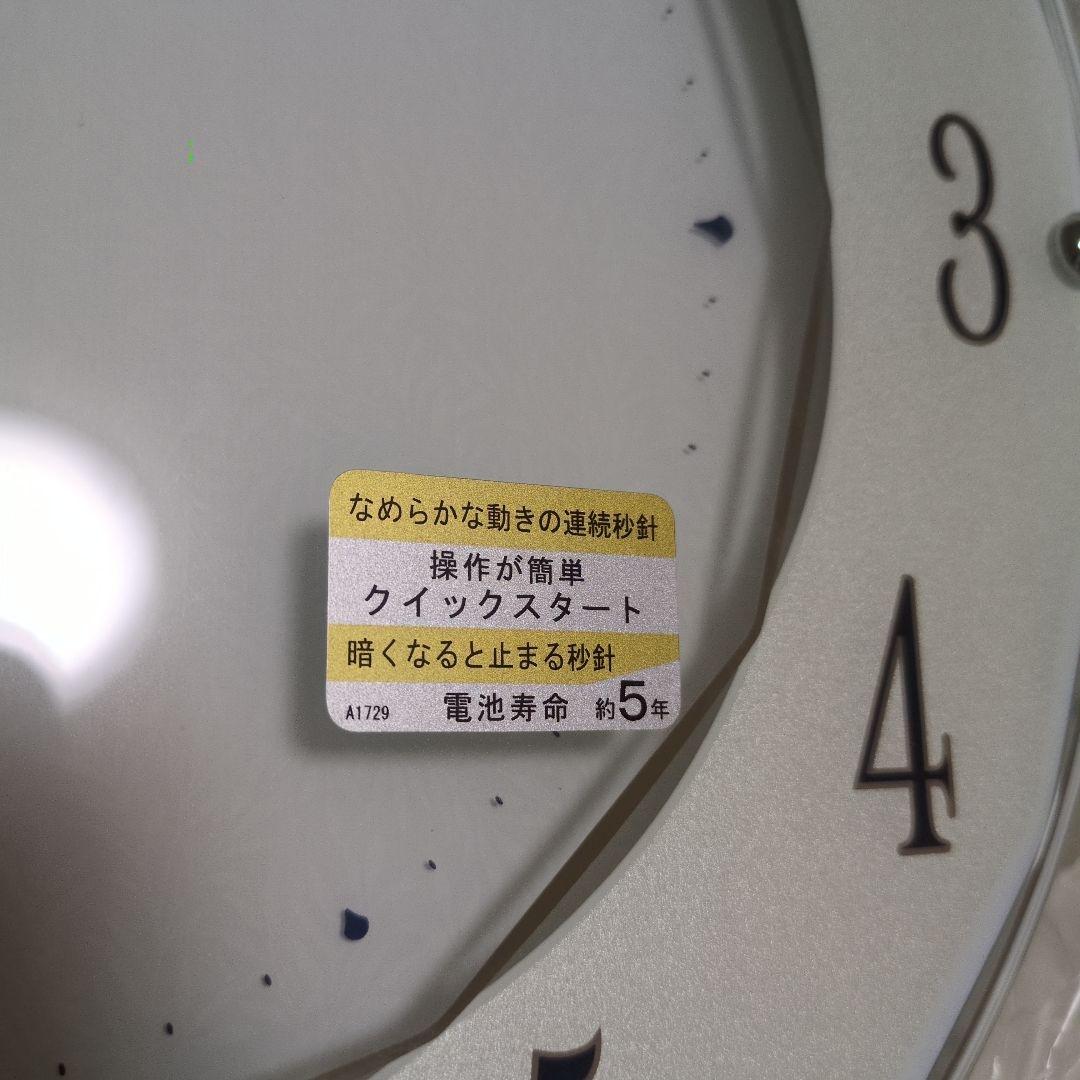 3
なめらかな動きの連続秒針
操作が簡単
クイックスタート
暗くなると止まる秒針
A1729 電池寿命 約5年
4